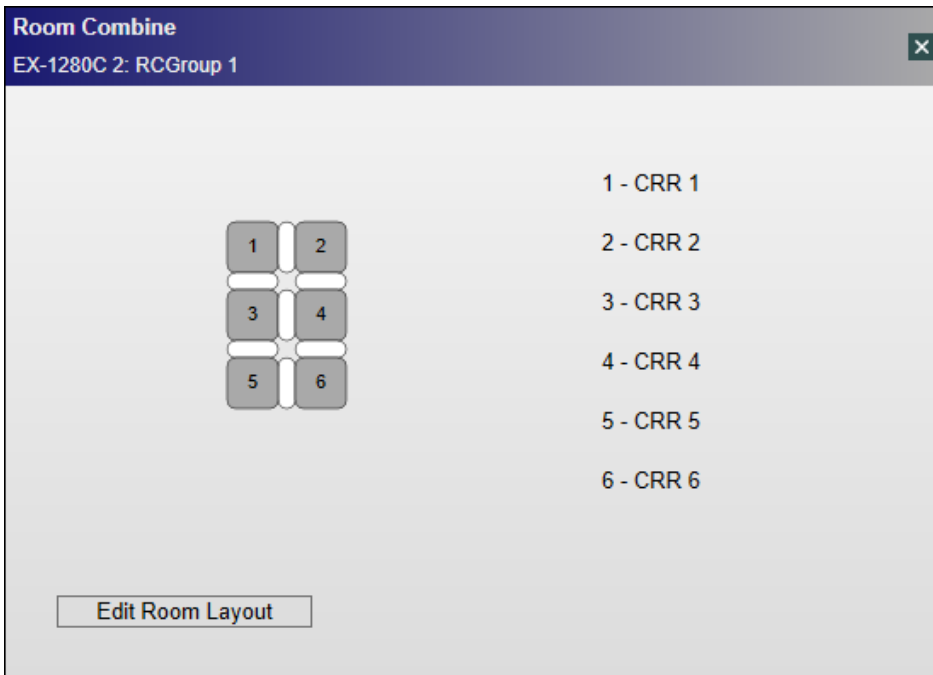 Room Combine
EX-1280C 2: RCGroup 1
1 2
3 4
5 6
1 - CRR 1
2 - CRR 2
3 - CRR 3
4 - CRR 4
5 - CRR 5
6 - CRR 6
Edit Room Layout